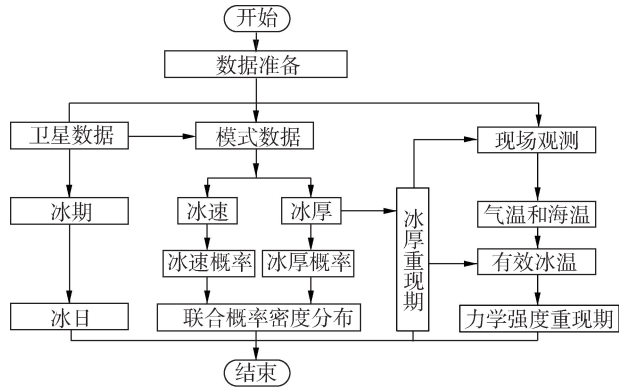 开始
数据准备
卫星数据
模式数据
现场观测
冰期
冰速
冰厚
冰厚重现期
气温和海温
冰速概率
冰厚概率
有效冰温
冰日
联合概率密度分布
力学强度重现期
结束